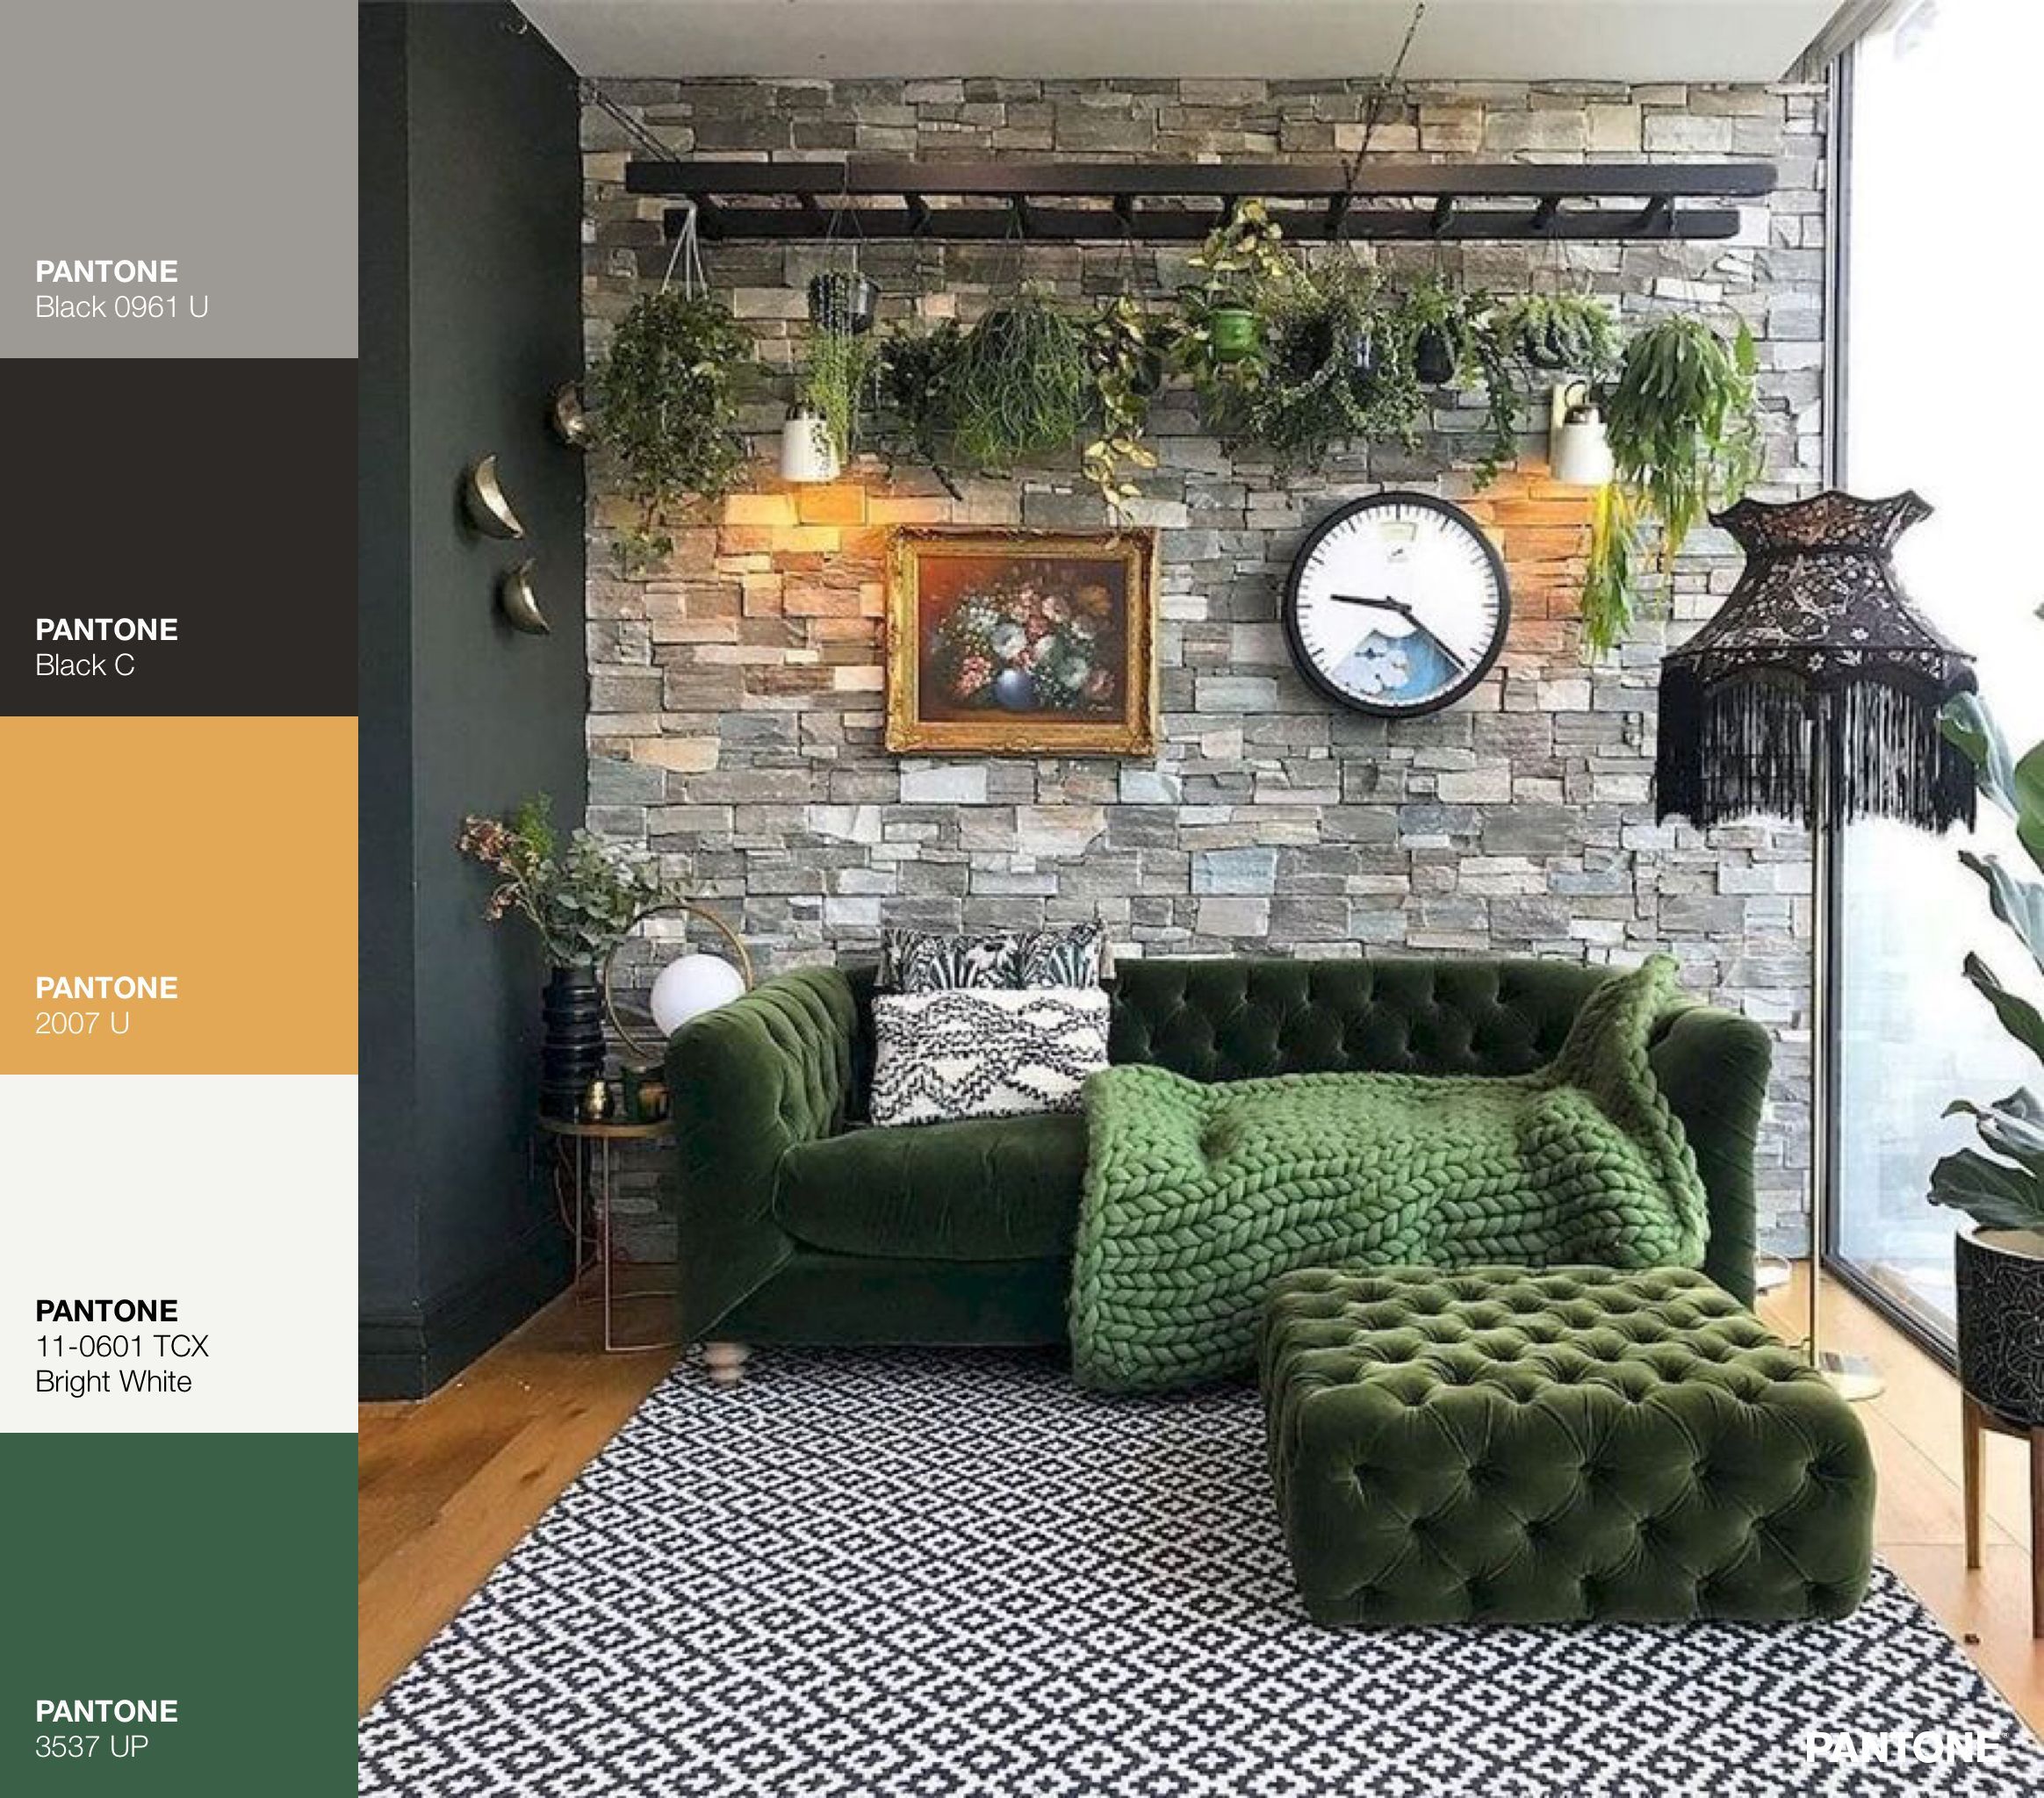 PANTONE
Black 0961 U
PANTONE
Black C
PANTONE
2007 U
PANTONE
11-0601 TCX
Bright White
PANTONE
3537 UP
PANTONE